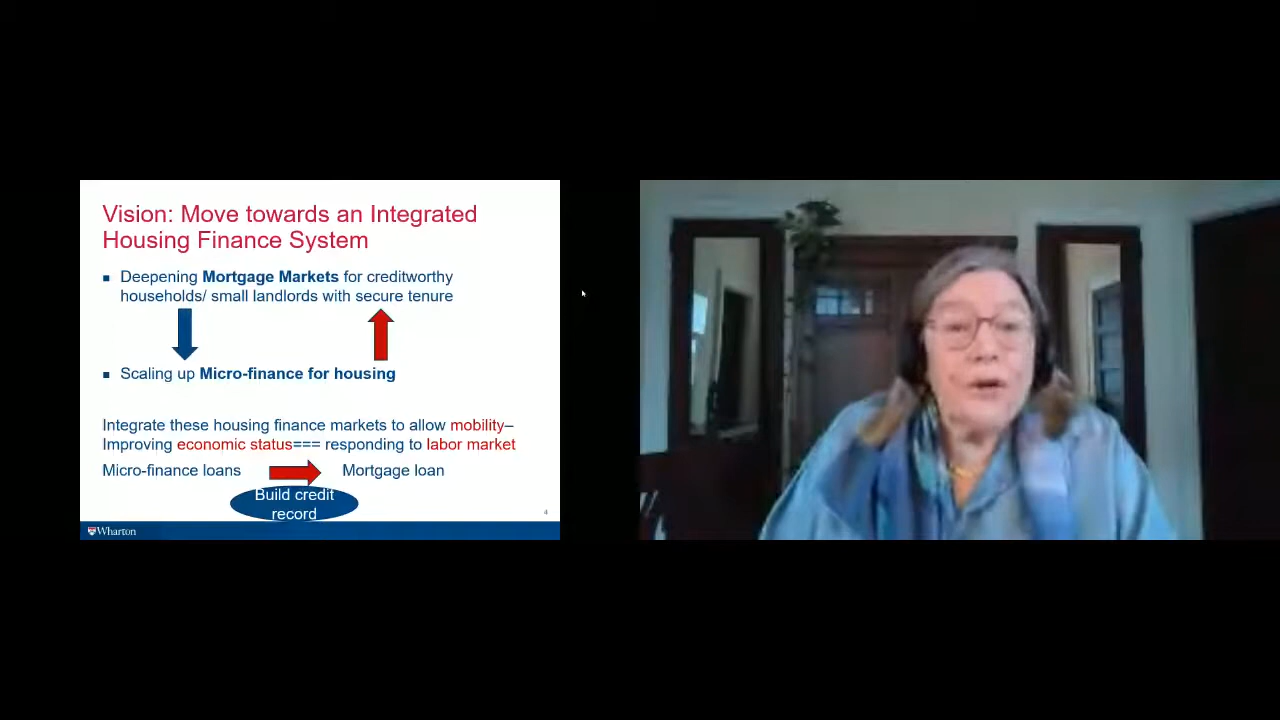 Vision: Move towards an Integrated
Housing Finance System
▪ Deepening Mortgage Markets for creditworthy
households/ small landlords with secure tenure
▪ Scaling up Micro-finance for housing
Integrate these housing finance markets to allow mobility–
Improving economic status=== responding to labor market
Micro-finance loans Mortgage loan
Build credit
record
4
Wharton